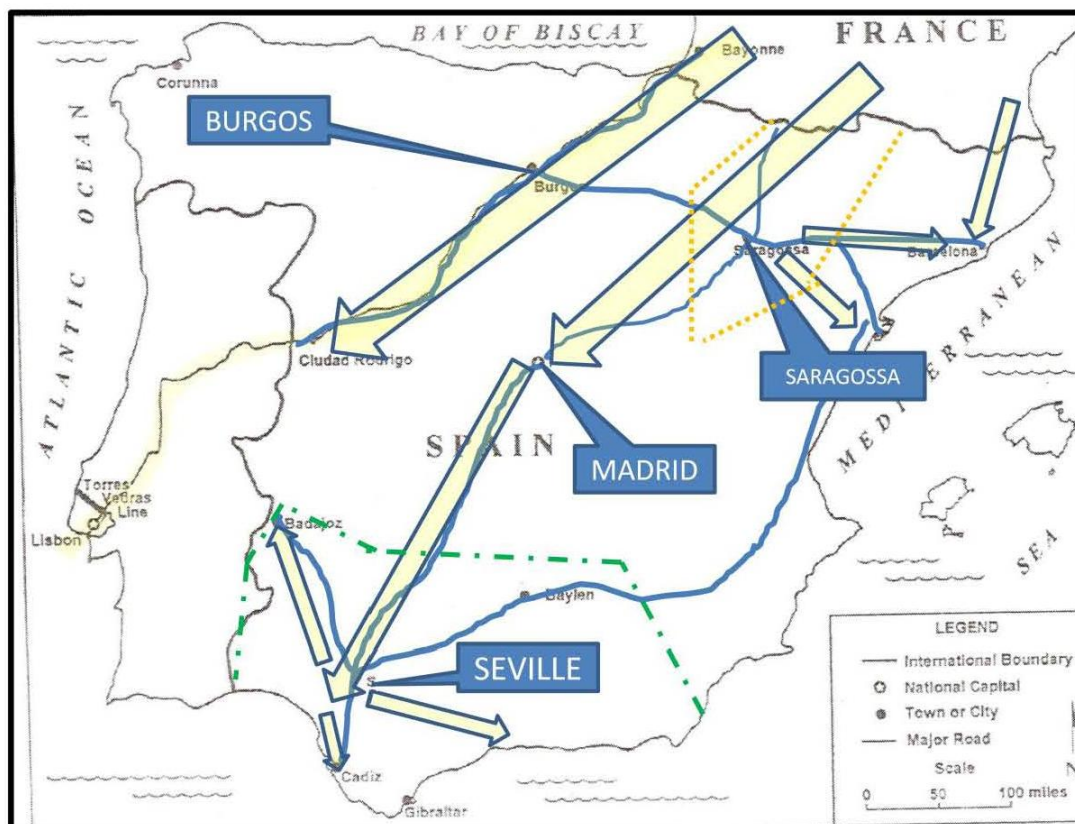 BAY OF BISCAY
FRANCE
Bayonne
Corunna
BURGOS
Burgo
ATLANTIC OCEAN
Saragossa
Barcelona
Ciudad Rodrigo
SARAGOSSA
MEDITERRANEAN SEA
SPAIN
MADRID
Torres
Vedras
Line
Lisbon
Badajoz
Baylen
SEVILLE
S
Cadiz
Gibraltar
LEGEND
International Boundary
National Capital
Town or City
Major Road
Scale
0 50 100 miles
N